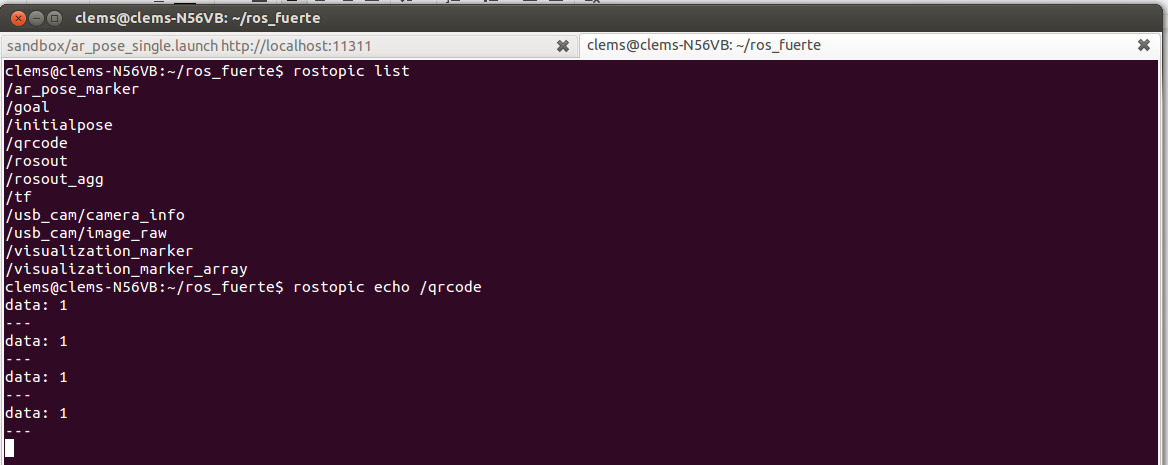 clems@clems-N56VB: ~/ros_fuerte
sandbox/ar_pose_single.launch http://localhost:11311
clems@clems-N56VB: ~/ros_fuerte
clems@clems-N56VB:~/ros_fuerte$ rostopic list
/ar_pose_marker
/goal
/initialpose
/qrcode
/rosout
/rosout_agg
/tf
/usb_cam/camera_info
/usb_cam/image_raw
/visualization_marker
/visualization_marker_array
clems@clems-N56VB:~/ros_fuerte$ rostopic echo /qrcode
data: 1
---
data: 1
---
data: 1
---
data: 1
---